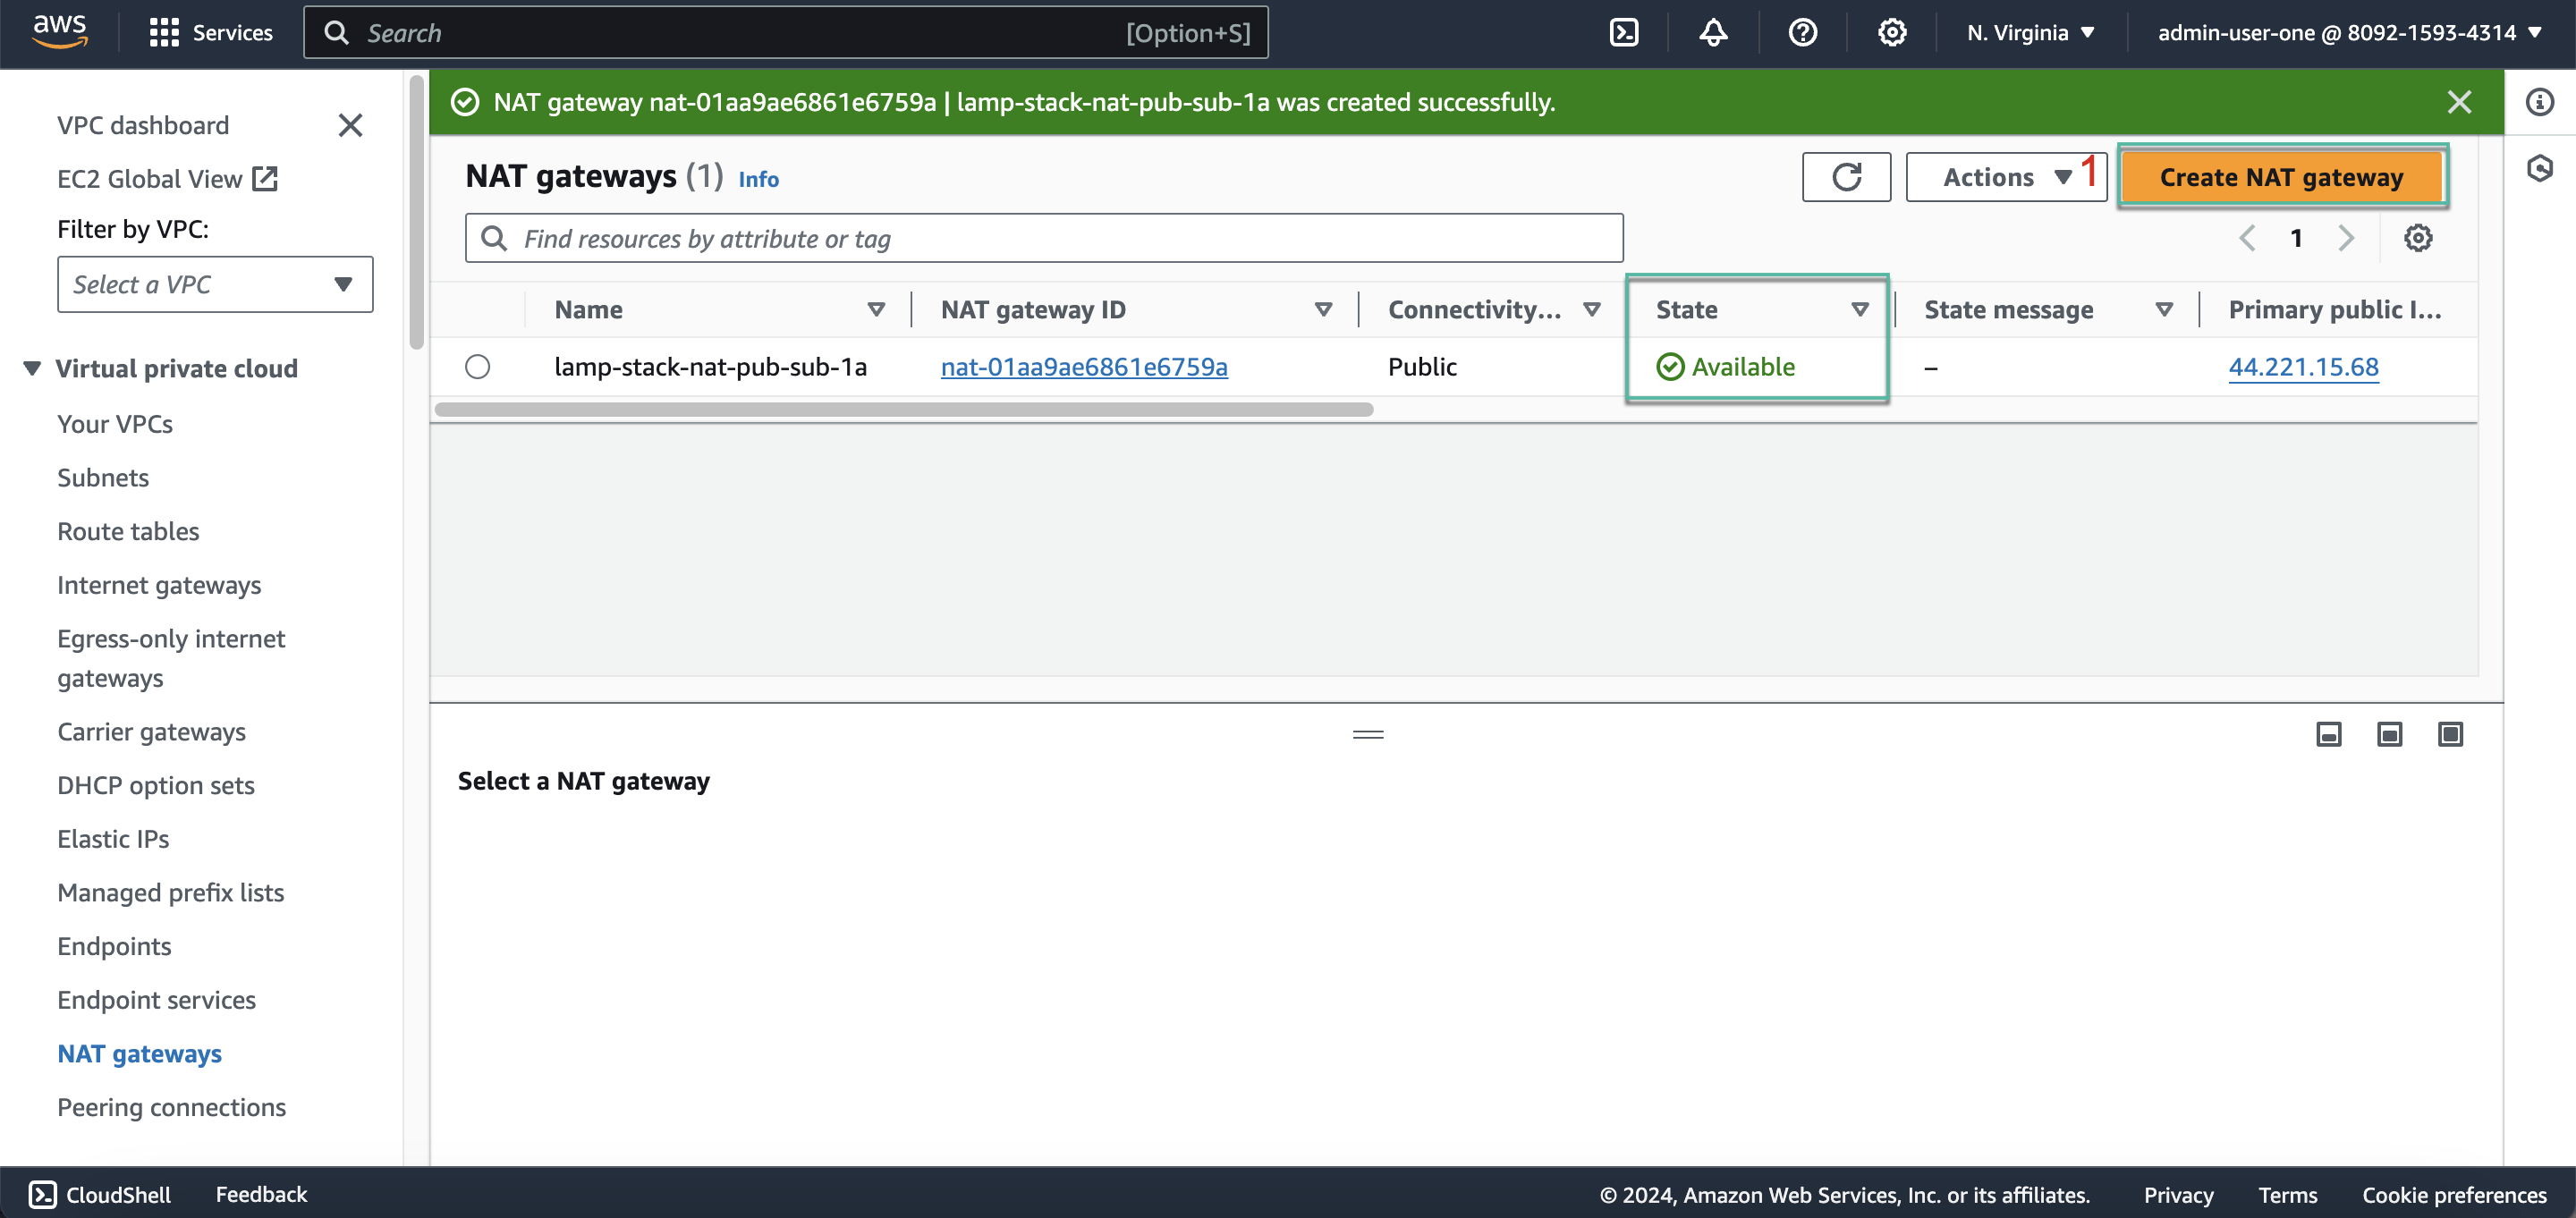 aws
Services
Search
[Option+S]
N. Virginia
admin-user-one @ 8092-1593-4314
VPC dashboard
EC2 Global View
Filter by VPC:
Select a VPC
Virtual private cloud
Your VPCs
Subnets
Route tables
Internet gateways
Egress-only internet
gateways
Carrier gateways
DHCP option sets
Elastic IPs
Managed prefix lists
Endpoints
Endpoint services
NAT gateways
Peering connections
NAT gateway nat-01aa9ae6861e6759a | lamp-stack-nat-pub-sub-1a was created successfully.
NAT gateways (1) Info
Actions
1
Create NAT gateway
Find resources by attribute or tag
1
Name
NAT gateway ID
Connectivity...
State
State message
Primary public I...
lamp-stack-nat-pub-sub-1a
nat-01aa9ae6861e6759a
Public
Available
–
44.221.15.68
Select a NAT gateway
CloudShell
Feedback
© 2024, Amazon Web Services, Inc. or its affiliates.
Privacy
Terms
Cookie preferences